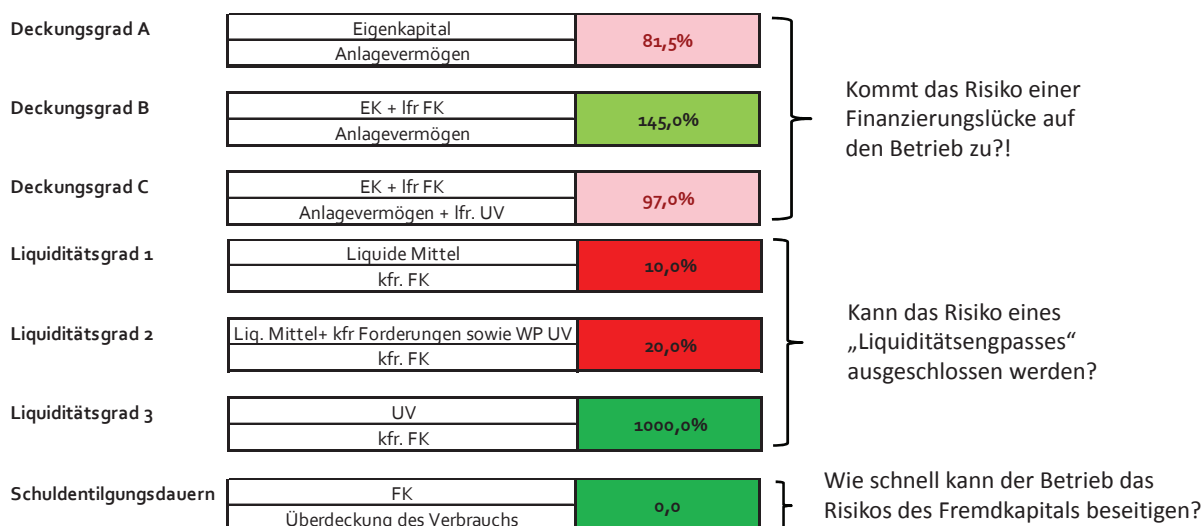 Deckungsgrad A
Eigenkapital
Anlagevermögen
81,5%
Deckungsgrad B
EK + lfr FK
Anlagevermögen
145,0%
Deckungsgrad C
EK + lfr FK
Anlagevermögen + lfr. UV
97,0%
Kommt das Risiko einer
Finanzierungslücke auf
den Betrieb zu?!
Liquiditätsgrad 1
Liquide Mittel
kfr. FK
10,0%
Liquiditätsgrad 2
Liq. Mittel+ kfr Forderungen sowie WP UV
kfr. FK
20,0%
Liquiditätsgrad 3
UV
kfr. FK
1000,0%
Kann das Risiko eines
„Liquiditätsengpasses“
ausgeschlossen werden?
Schuldentilgungsdauern
FK
Überdeckung des Verbrauchs
0,0
Wie schnell kann der Betrieb das
Risikos des Fremdkapitals beseitigen?